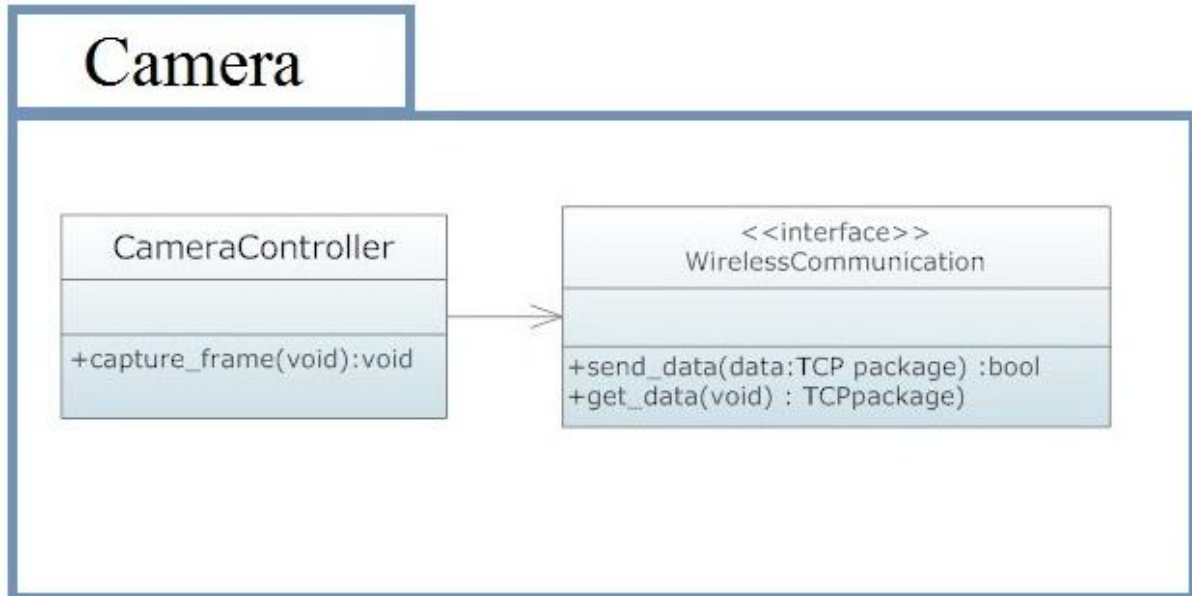 Camera
CameraController
+capture_frame(void):void
<<interface>>
WirelessCommunication
+send_data(data:TCP package) :bool
+get_data(void) : TCPpackage)